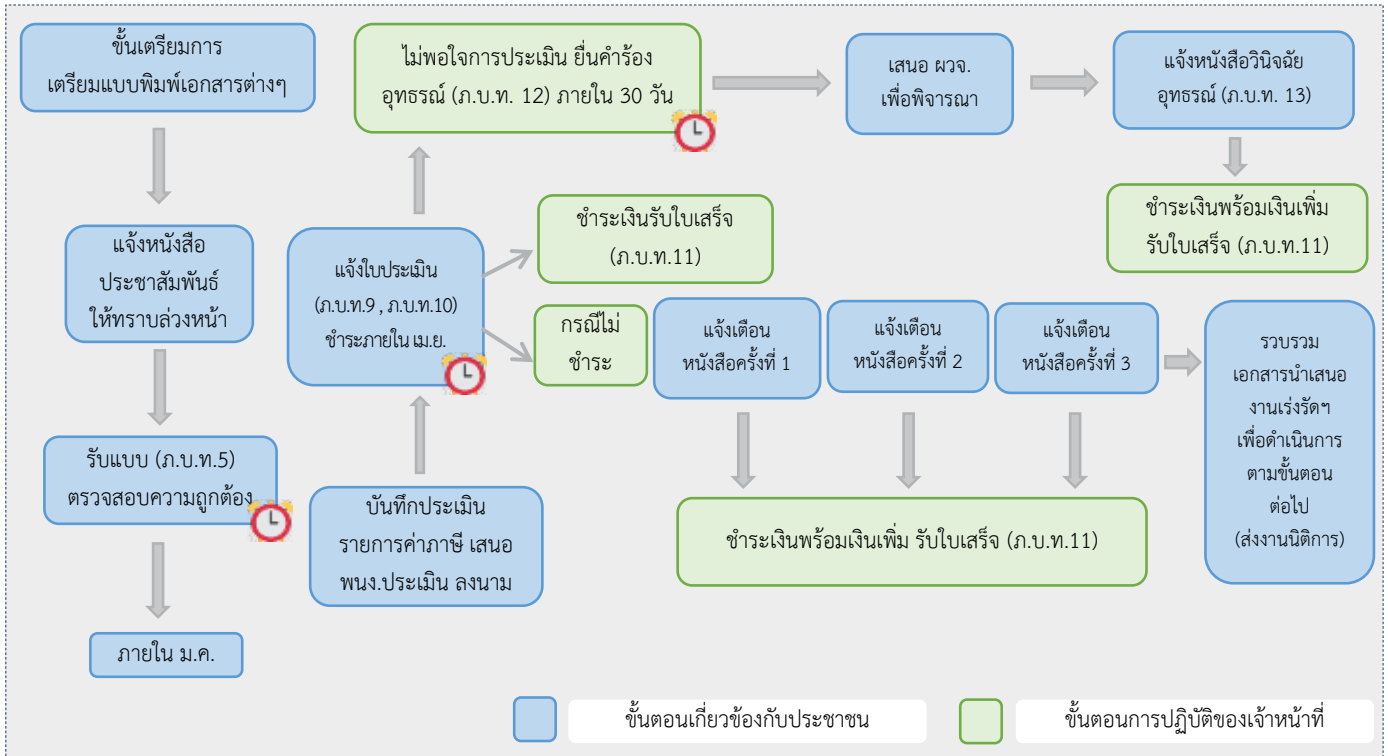 ขั้นเตรียมการ
เตรียมแบบพิมพ์เอกสารต่างๆ
แจ้งหนังสือ
ประชาสัมพันธ์
ให้ทราบล่วงหน้า
รับแบบ (ภ.บ.ท.5)
ตรวจสอบความถูกต้อง
ภายใน ม.ค.
บันทึกประเมิน
รายการค่าภาษี เสนอ
พนง.ประเมิน ลงนาม
แจ้งใบประเมิน
(ภ.บ.ท.9 , ภ.บ.ท.10)
ชำระภายใน เม.ย.
ไม่พอใจการประเมิน ยื่นคำร้อง
อุทธรณ์ (ภ.บ.ท. 12) ภายใน 30 วัน
เสนอ ผวจ.
เพื่อพิจารณา
แจ้งหนังสือวินิจฉัย
อุทธรณ์ (ภ.บ.ท. 13)
ชำระเงินพร้อมเงินเพิ่ม
รับใบเสร็จ (ภ.บ.ท.11)
ชำระเงินรับใบเสร็จ
(ภ.บ.ท.11)
กรณีไม่
ชำระ
แจ้งเตือน
หนังสือครั้งที่ 1
แจ้งเตือน
หนังสือครั้งที่ 2
แจ้งเตือน
หนังสือครั้งที่ 3
รวบรวม
เอกสารนำเสนอ
งานเร่งรัดฯ
เพื่อดำเนินการ
ตามขั้นตอน
ต่อไป
(ส่งงานนิติการ)
ชำระเงินพร้อมเงินเพิ่ม รับใบเสร็จ (ภ.บ.ท.11)
ขั้นตอนเกี่ยวข้องกับประชาชน
ขั้นตอนการปฏิบัติของเจ้าหน้าที่